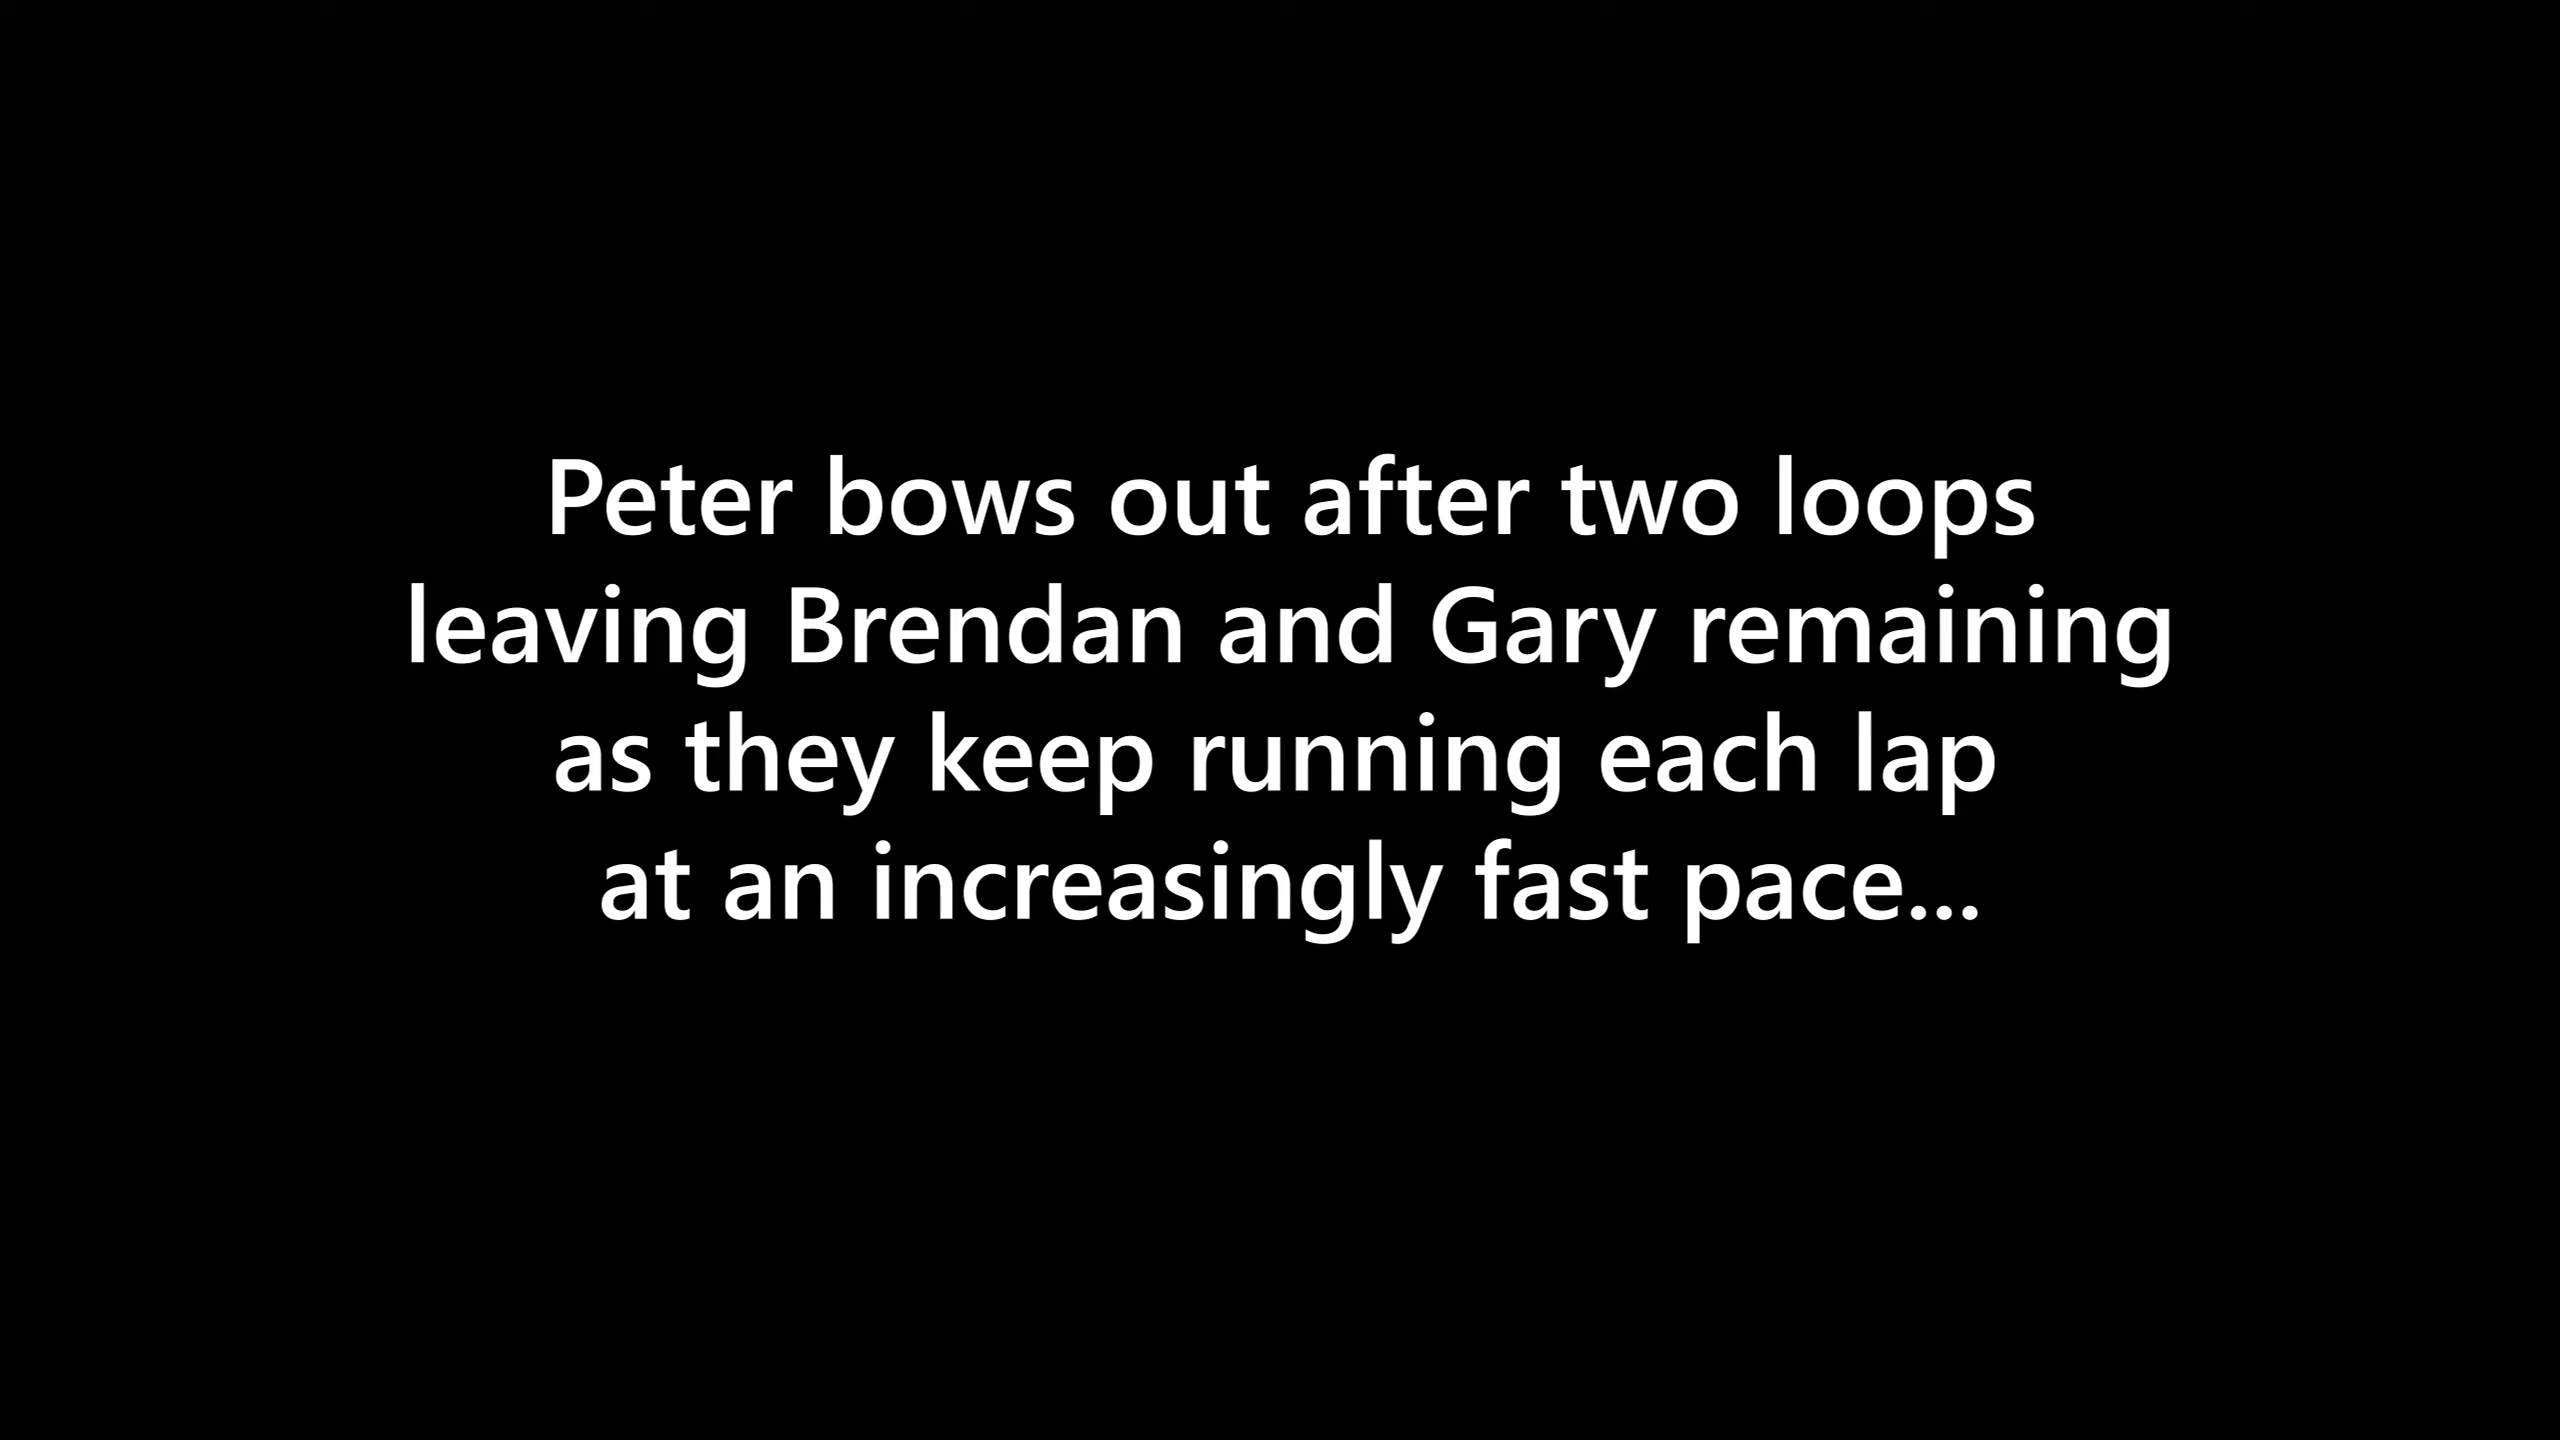 Peter bows out after two loops
leaving Brendan and Gary remaining
as they keep running each lap
at an increasingly fast pace...